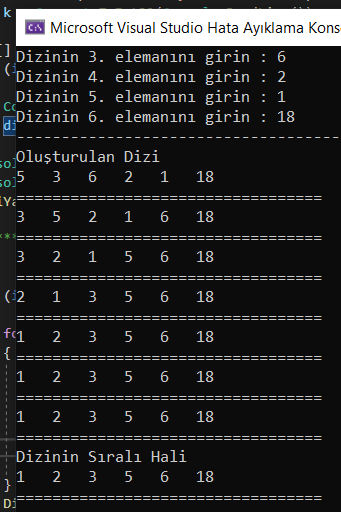 Microsoft Visual Studio Hata Ayıklama Konso
Dizinin 3. elemanını girin : 6
Dizinin 4. elemanını girin : 2
Dizinin 5. elemanını girin : 1
Dizinin 6. elemanını girin : 18
--------------------------------
Oluşturulan Dizi
5 3 6 2 1 18
==================================
3 5 2 1 6 18
==================================
3 2 1 5 6 18
==================================
2 1 3 5 6 18
==================================
1 2 3 5 6 18
==================================
1 2 3 5 6 18
==================================
1 2 3 5 6 18
==================================
Dizinin Sıralı Hali
1 2 3 5 6 18
==================================